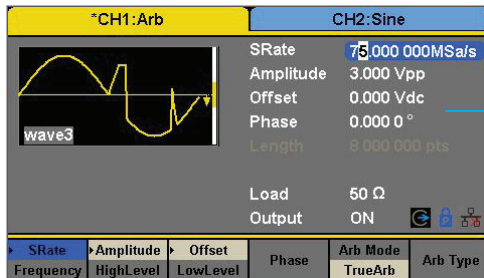 *CH1:Arb CH2:Sine
SRate 75.000 000MSa/s
Amplitude 3.000 Vpp
Offset 0.000 Vdc
Phase 0.000 0 °
wave3
Length 8 000 000 pts
Load 50 Ω
Output ON
SRate Amplitude Offset Phase Arb Mode Arb Type
Frequency HighLevel LowLevel TrueArb